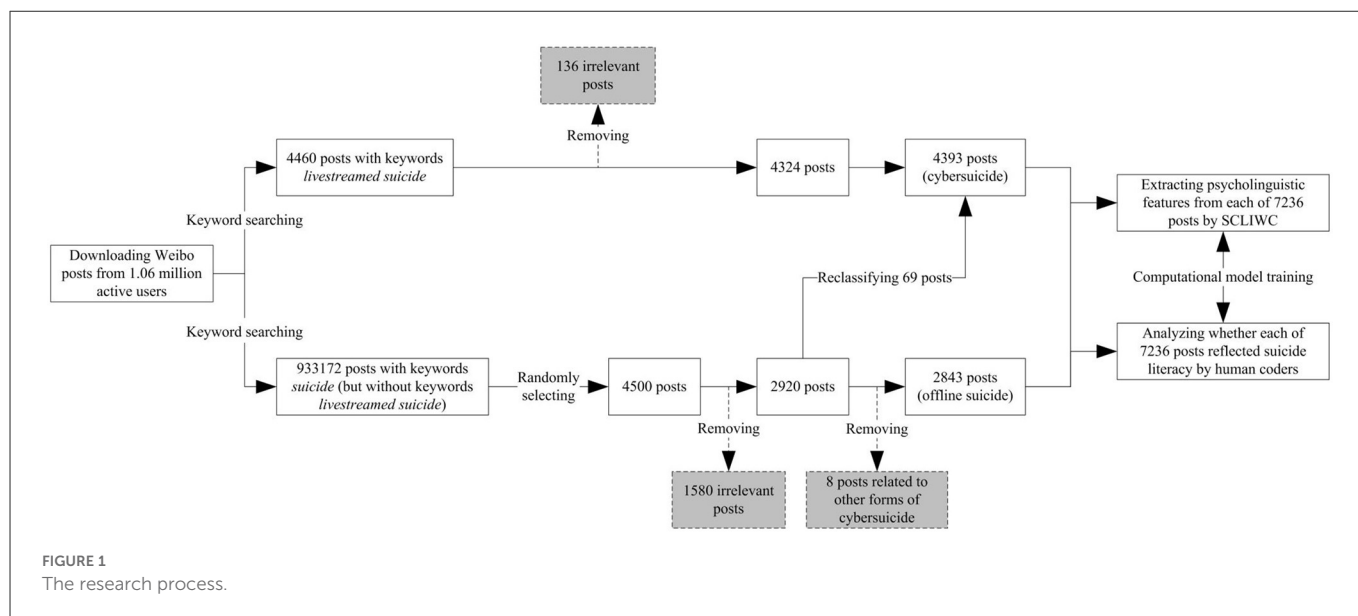 136 irrelevant
posts
Removing
4460 posts with keywords
livestreamed suicide
4324 posts
4393 posts
(cybersuicide)
Extracting psycholinguistic
features from each of 7236
posts by SCLIWC
Keyword searching
Downloading Weibo
posts from 1.06 million
active users
Reclassifying 69 posts
Computational model training
Keyword searching
Analyzing whether each of
7236 posts reflected suicide
literacy by human coders
933172 posts with keywords
suicide (but without keywords
livestreamed suicide)
Randomly
selecting
4500 posts
2920 posts
2843 posts
(offline suicide)
Removing
Removing
1580 irrelevant
posts
8 posts related to
other forms of
cybersuicide
FIGURE 1
The research process.